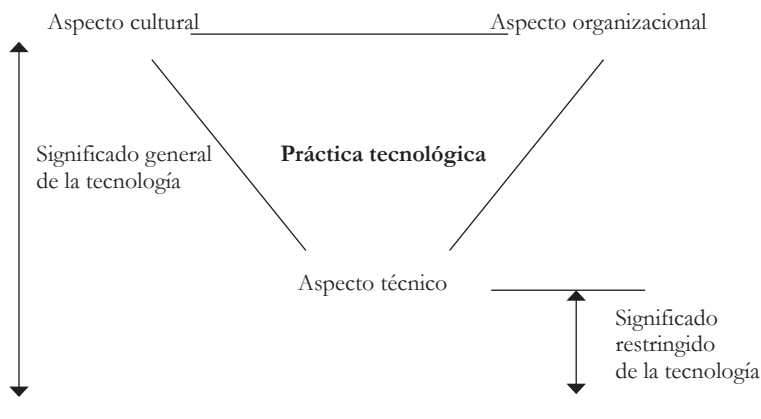 Aspecto cultural
Aspecto organizacional
Significado general
de la tecnología
Práctica tecnológica
Aspecto técnico
Significado
restringido
de la tecnología